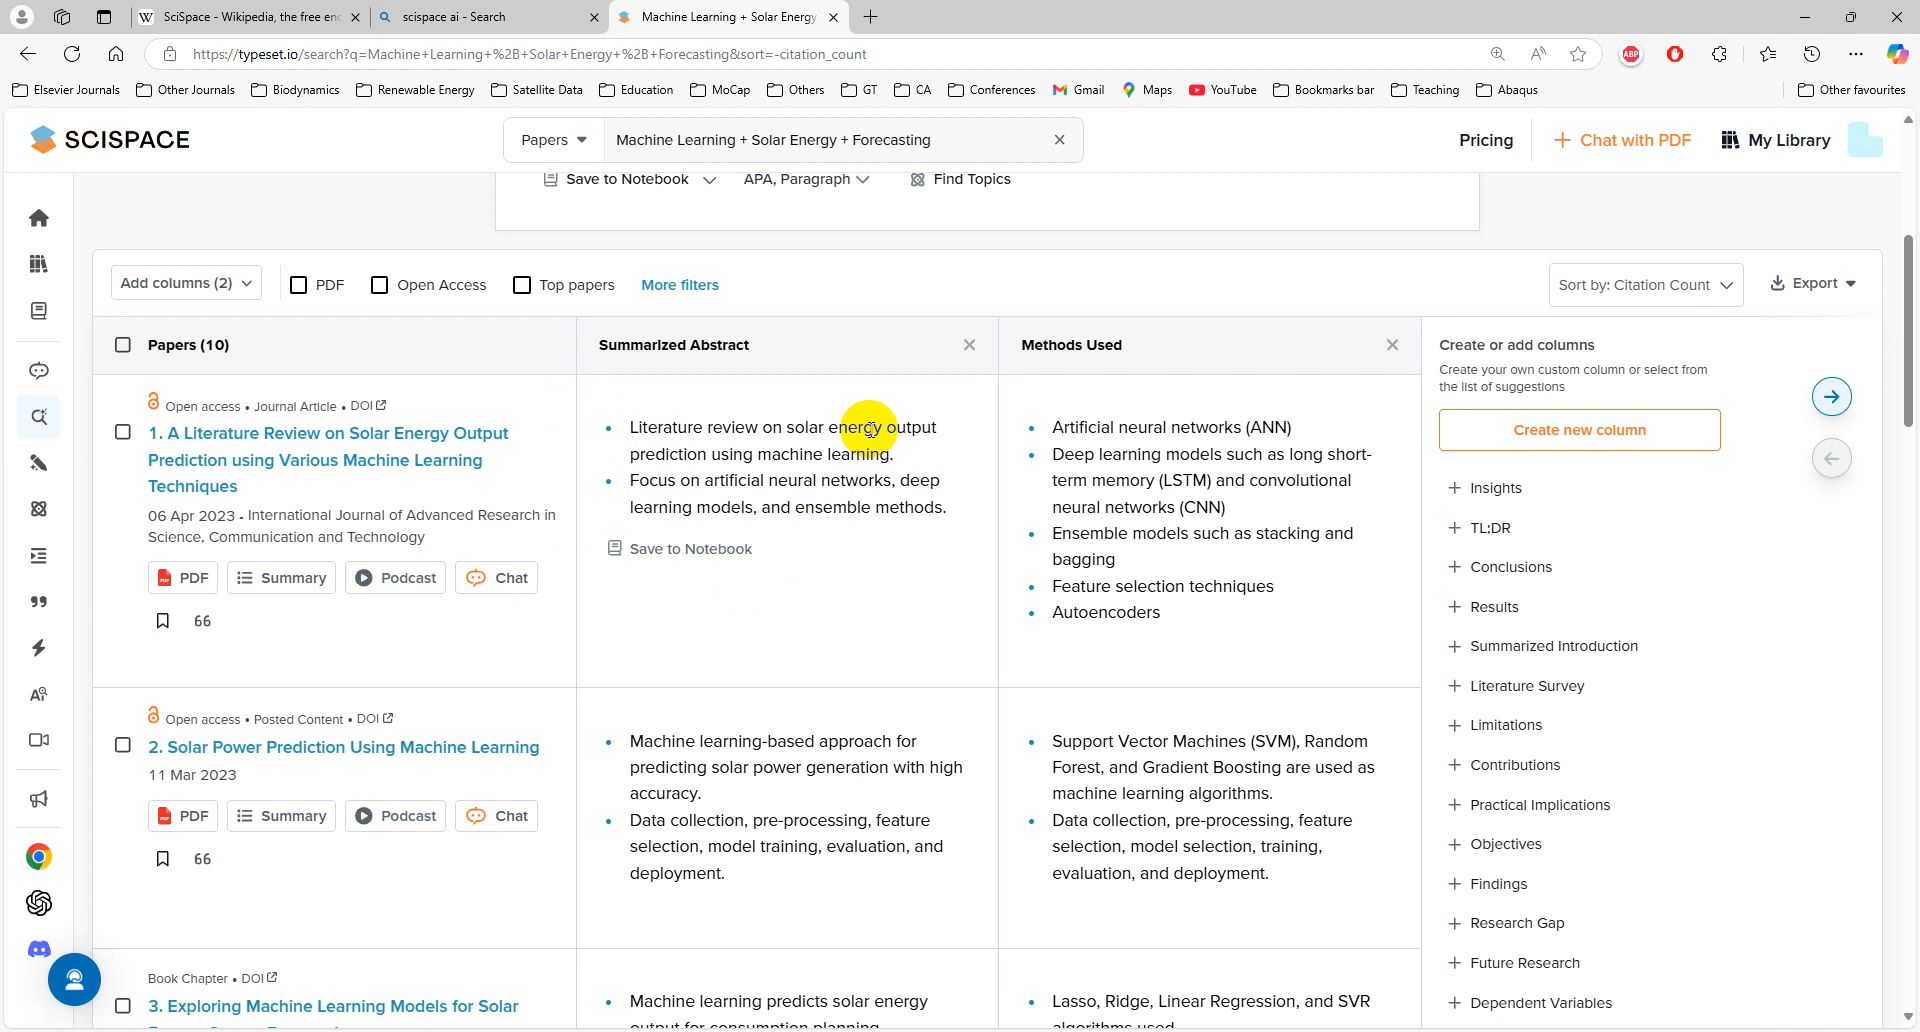 SciSpace - Wikipedia, the free enc
scispace ai - Search
Machine Learning + Solar Energy
https://typeset.io/search?q=Machine+Learning+%2B+Solar+Energy+%2B+Forecasting&sort=-citation_count
ABP
Elsevier Journals
Other Journals
Biodynamics
Renewable Energy
Satellite Data
Education
MoCap
Others
GT
CA
Conferences
Gmail
Maps
YouTube
Bookmarks bar
Teaching
Abaqus
Other favourites
SCISPACE
Papers
Machine Learning + Solar Energy + Forecasting
Pricing
+ Chat with PDF
My Library
Save to Notebook
APA, Paragraph
Find Topics
Add columns (2)
PDF
Open Access
Top papers
More filters
Sort by: Citation Count
Export
Papers (10)
Summarized Abstract
Methods Used
Create or add columns
Create your own custom column or select from
the list of suggestions
Create new column
Open access • Journal Article • DOI
1. A Literature Review on Solar Energy Output
Prediction using Various Machine Learning
Techniques
06 Apr 2023 - International Journal of Advanced Research in
Science, Communication and Technology
PDF
Summary
Podcast
Chat
• Literature review on solar energy output
prediction using machine learning.
• Focus on artificial neural networks, deep
learning models, and ensemble methods.
Save to Notebook
• Artificial neural networks (ANN)
• Deep learning models such as long short-
term memory (LSTM) and convolutional
neural networks (CNN)
• Ensemble models such as stacking and
bagging
• Feature selection techniques
• Autoencoders
Open access • Posted Content • DOI
2. Solar Power Prediction Using Machine Learning
11 Mar 2023
PDF
Summary
Podcast
Chat
• Machine learning-based approach for
predicting solar power generation with high
accuracy.
• Data collection, pre-processing, feature
selection, model training, evaluation, and
deployment.
• Support Vector Machines (SVM), Random
Forest, and Gradient Boosting are used as
machine learning algorithms.
• Data collection, pre-processing, feature
selection, model selection, training,
evaluation, and deployment.
Book Chapter • DOI
3. Exploring Machine Learning Models for Solar
• Machine learning predicts solar energy
output for consumption planning
• Lasso, Ridge, Linear Regression, and SVR
algorithms used
+ Insights
+ TL;DR
+ Conclusions
+ Results
+ Summarized Introduction
+ Literature Survey
+ Limitations
+ Contributions
+ Practical Implications
+ Objectives
+ Findings
+ Research Gap
+ Future Research
+ Dependent Variables